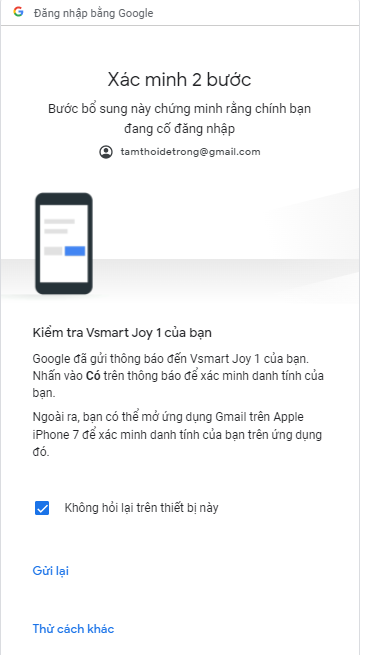 Đăng nhập bằng Google
Xác minh 2 bước
Bước bổ sung này chứng minh rằng chính bạn
đang cố đăng nhập
tamthoidetrong@gmail.com
Kiểm tra Vsmart Joy 1 của bạn
Google đã gửi thông báo đến Vsmart Joy 1 của bạn.
Nhấn vào Có trên thông báo để xác minh danh tính của
bạn.
Ngoài ra, bạn có thể mở ứng dụng Gmail trên Apple
iPhone 7 để xác minh danh tính của bạn trên ứng dụng
đó.
Không hỏi lại trên thiết bị này
Gửi lại
Thử cách khác